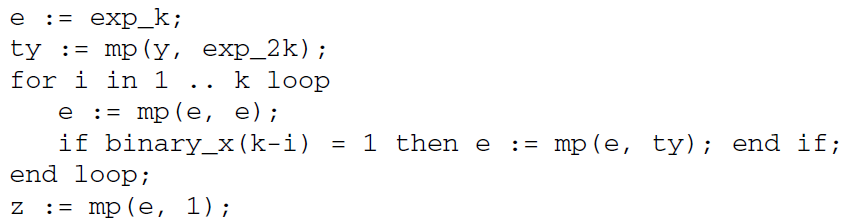 e := exp_k;
ty := mp(y, exp_2k);
for i in 1 .. k loop
   e := mp(e, e);
   if binary_x(k-i) = 1 then e := mp(e, ty); end if;
end loop;
z := mp(e, 1);